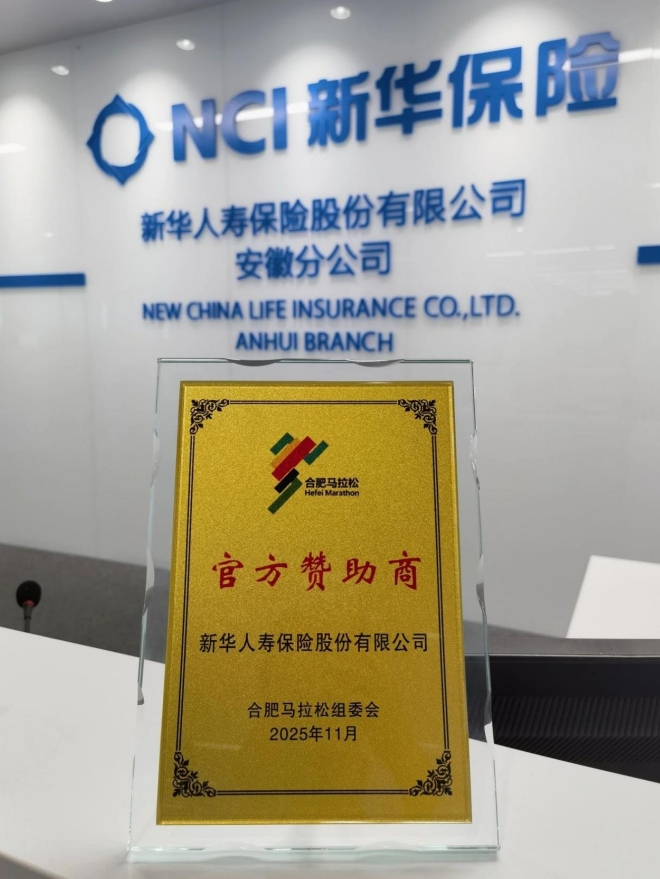 NCI 新华保险
新华人寿保险股份有限公司
安徽分公司
NEW CHINA LIFE INSURANCE CO.,LTD.
ANHUI BRANCH
合肥马拉松
Hefei Marathon
官方赞助商
新华人寿保险股份有限公司
合肥马拉松组委会
2025年11月